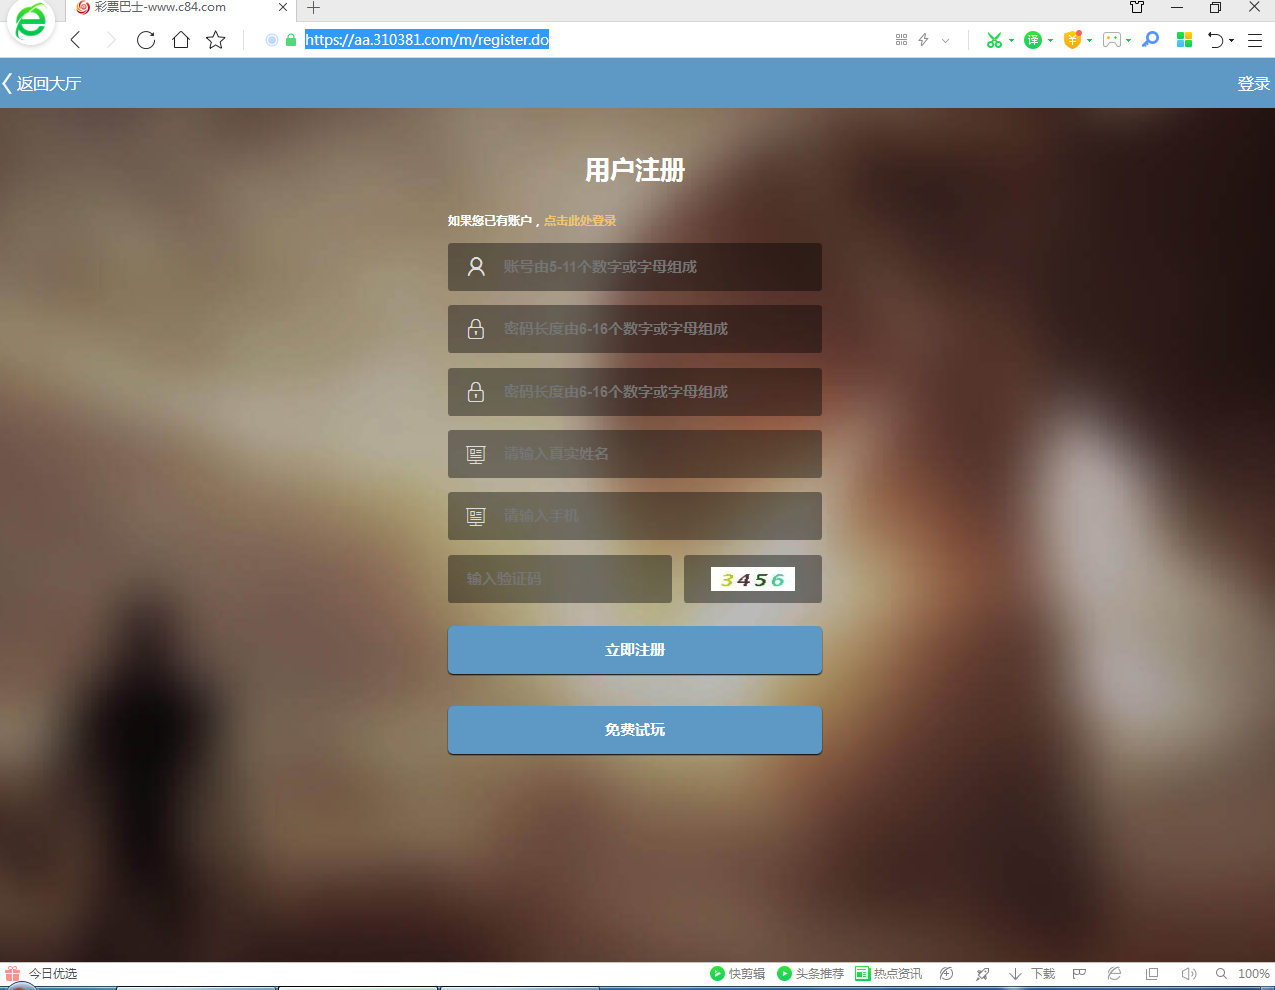 彩票巴士-www.c84.com
https://aa.310381.com/m/register.do
译
返回大厅
登录
用户注册
如果您已有账户，点击此处登录
账号由5-11个数字或字母组成
密码长度由6-16个数字或字母组成
密码长度由6-16个数字或字母组成
请输入真实姓名
请输入手机
输入验证码
3456
立即注册
免费试玩
今日优选
快剪辑
头条推荐
热点资讯
下载
100%